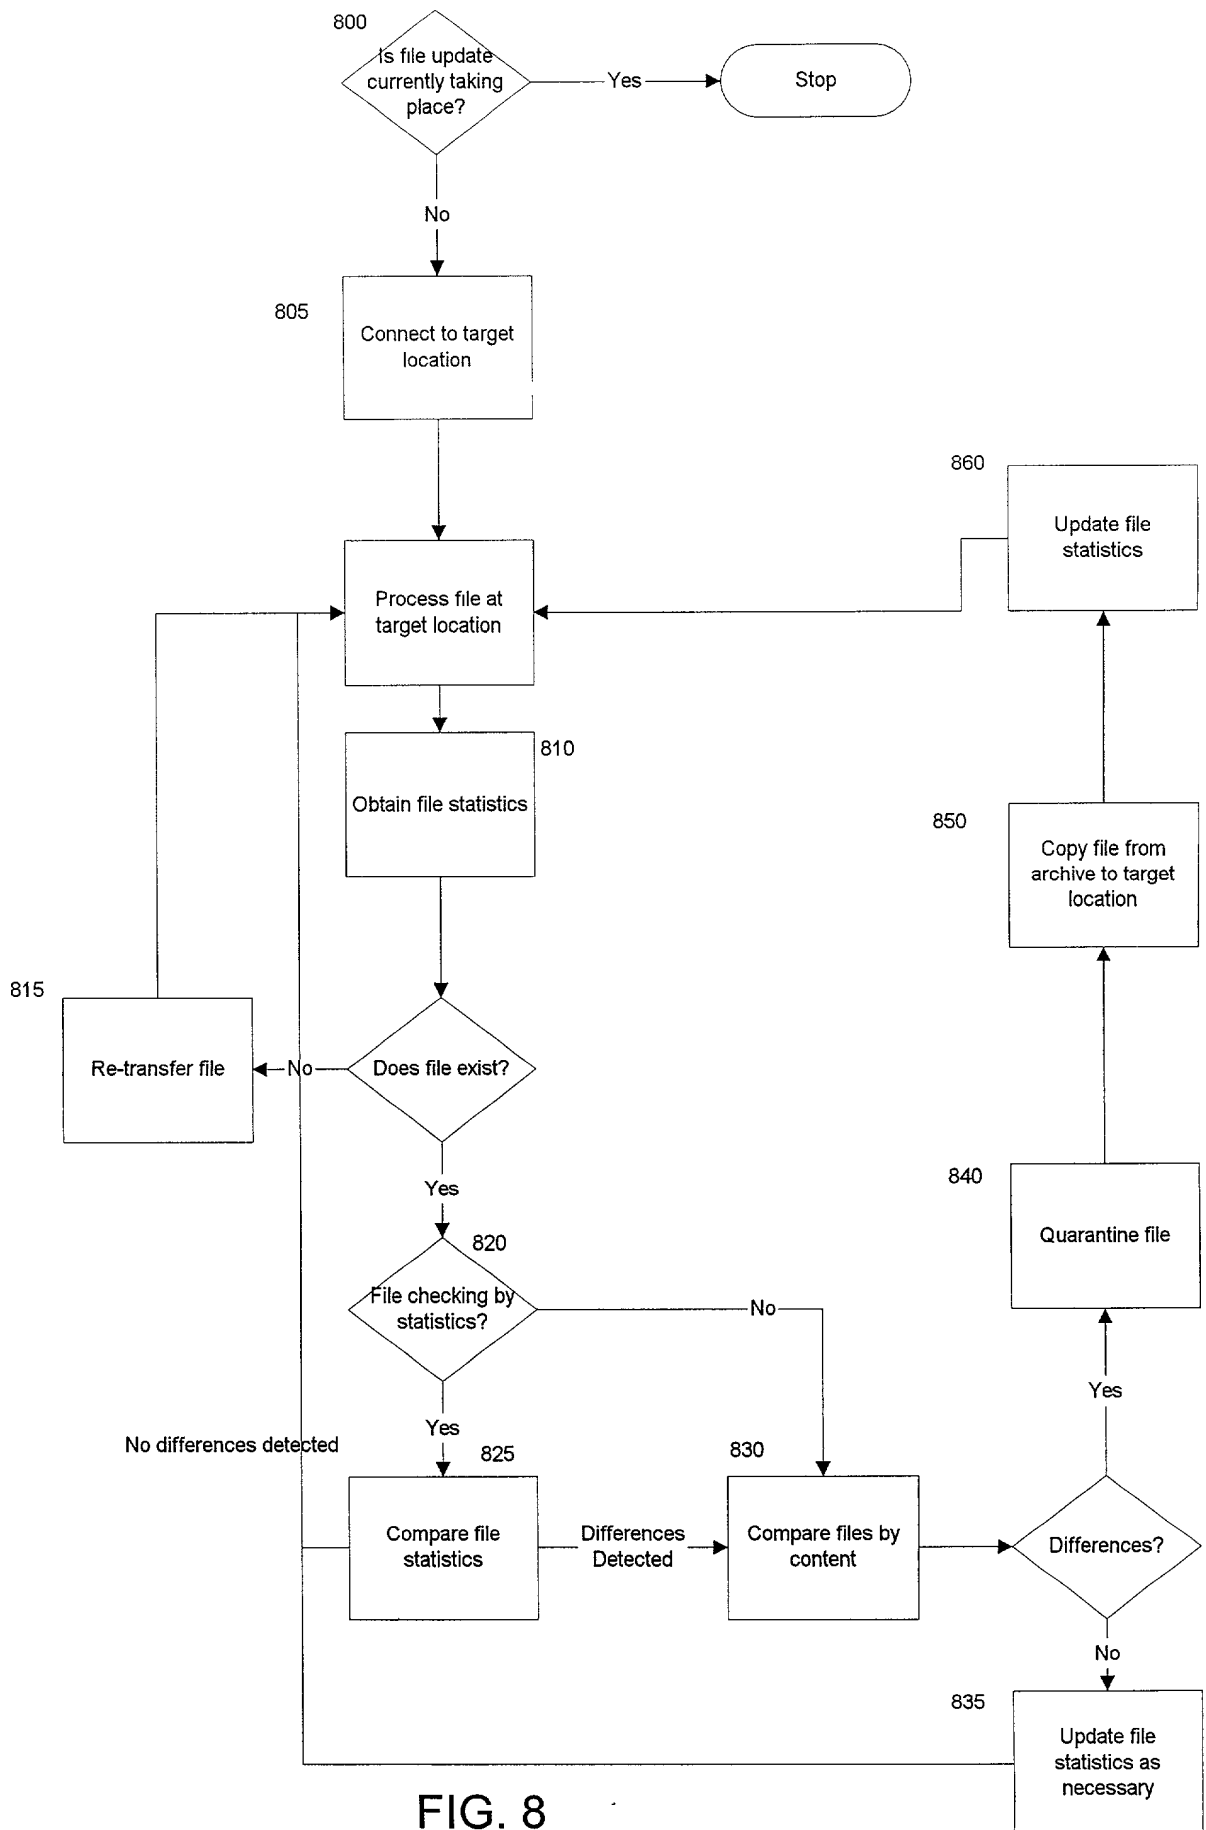 800
Is file update
currently taking
place?
Yes
Stop
No
805
Connect to target
location
860
Update file
statistics
Process file at
target location
810
Obtain file statistics
850
Copy file from
archive to target
location
815
Re-transfer file
No
Does file exist?
Yes
840
Quarantine file
820
File checking by
statistics?
No
Yes
Yes
No differences detected
825
830
Compare file
statistics
Differences
Detected
Compare files by
content
Differences?
No
835
Update file
statistics as
necessary
FIG. 8